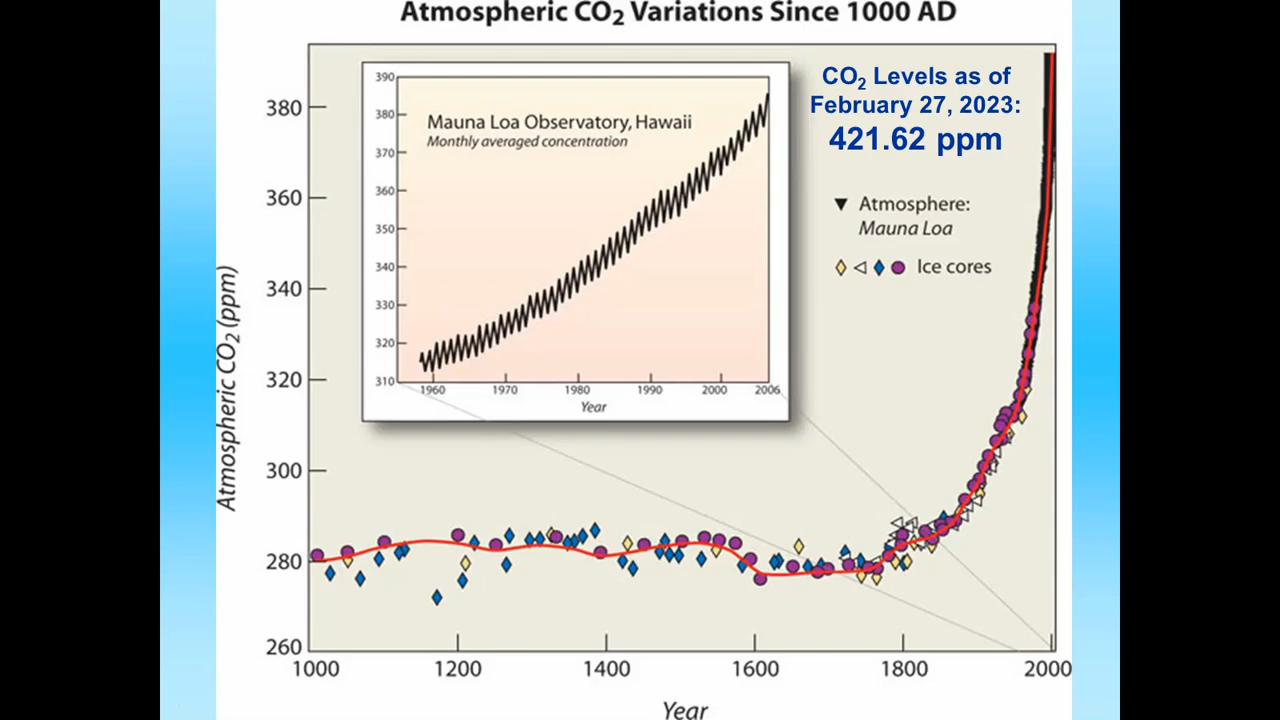 Atmospheric CO₂ Variations Since 1000 AD
CO₂ Levels as of
February 27, 2023:
421.62 ppm
Atmosphere:
Mauna Loa
Ice cores
Mauna Loa Observatory, Hawaii
Monthly averaged concentration
390
380
370
360
350
340
330
320
310
1960
1970
1980
1990
2000
2006
Year
Atmospheric CO₂ (ppm)
380
360
340
320
300
280
260
1000
1200
1400
1600
1800
2000
Year